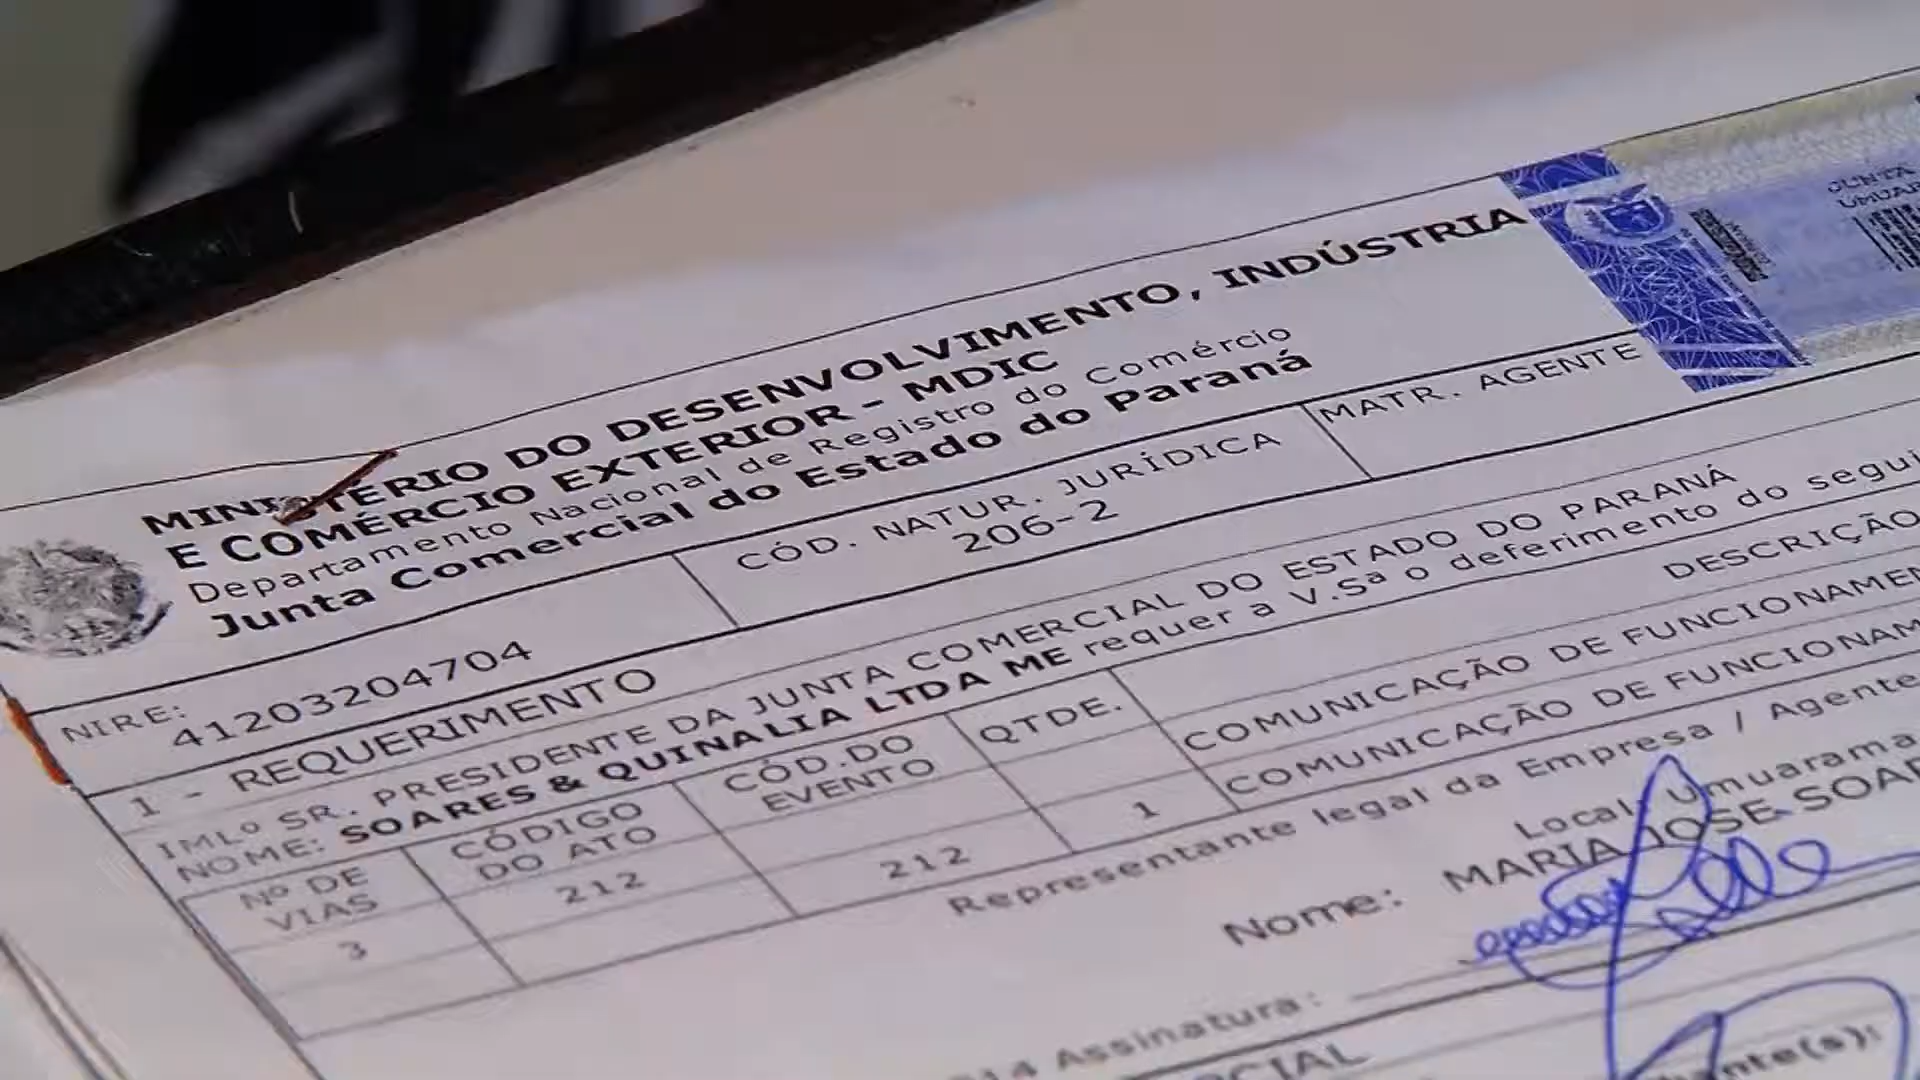 MINISTÉRIO DO DESENVOLVIMENTO, INDÚSTRIA
E COMÉRCIO EXTERIOR - MDIC
Departamento Nacional de Registro do Comércio
Junta Comercial do Estado do Paraná
JUNTA
NIRE:
41203204704
CÓD. NATUR. JURÍDICA
206-2
MATR. AGENTE
1 - REQUERIMENTO
IMLº SR. PRESIDENTE DA JUNTA COMERCIAL DO ESTADO DO PARANÁ
NOME: SOARES & QUINALIA LTDA ME requer a V.Sª o deferimento do segui
Nº DE VIAS
CÓDIGO DO ATO
CÓD.DO EVENTO
QTDE.
DESCRIÇÃO
3
212
COMUNICAÇÃO DE FUNCIONAMEN
212
1
COMUNICAÇÃO DE FUNCIONAM
Representante legal da Empresa / Agente
Local: Umuarama
Nome: MARIA JOSE SOAR
Assinatura: